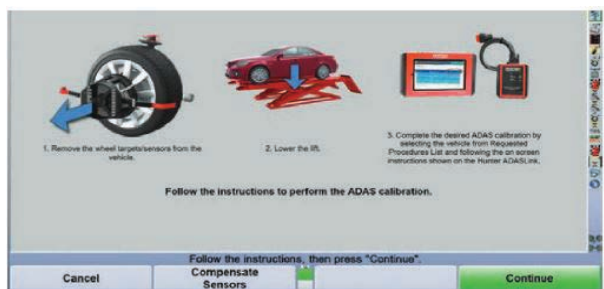 1. Remove the wheel targets/sensors from the
vehicle.
2. Lower the lift.
3. Complete the desired ADAS calibration by
selecting the vehicle from Requested
Procedures List and following the on screen
instructions shown on the Hunter ADASLink.
Follow the instructions to perform the ADAS calibration.
Follow the instructions, then press "Continue".
Cancel
Compensate
Sensors
Continue